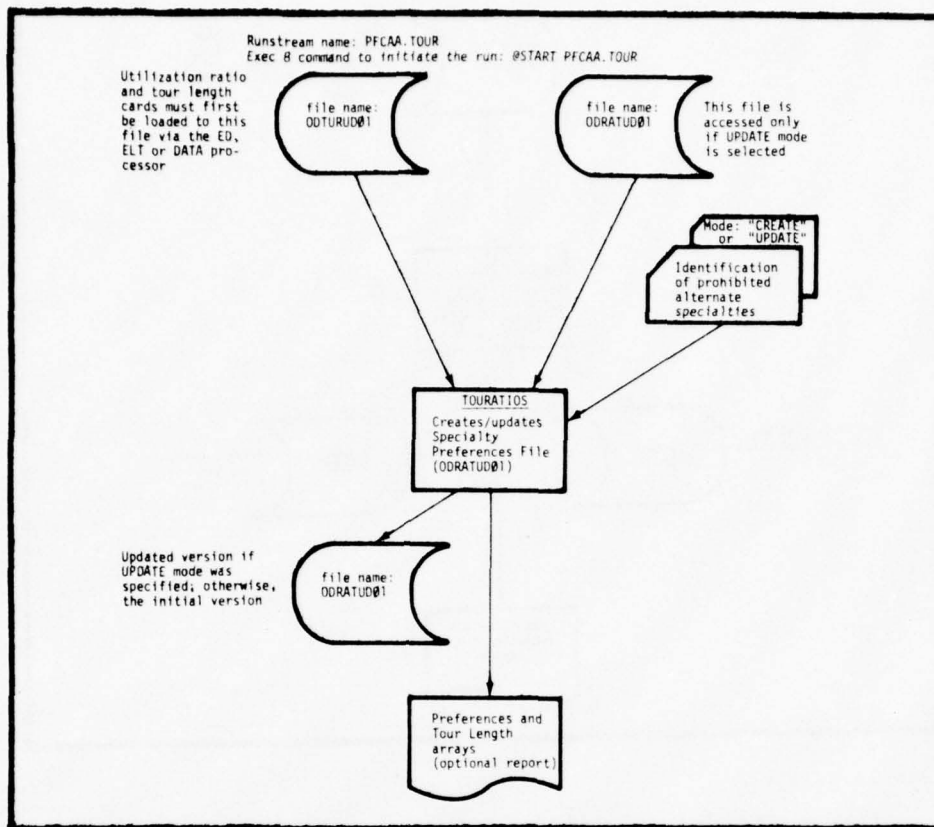 Runstream name: PFCAA.TOUR
Exec 8 command to initiate the run: @START PFCAA.TOUR
Utilization ratio
and tour length
cards must first
be loaded to this
file via the ED,
ELT or DATA pro-
cessor
file name:
ODTURUDØ1
file name:
ODRATUDØ1
This file is
accessed only
if UPDATE mode
is selected
Mode: "CREATE"
or "UPDATE"
Identification
of prohibited
alternate
specialties
TOURATIOS
Creates/updates
Specialty
Preferences File
(ODRATUDØ1)
Updated version if
UPDATE mode was
specified; otherwise,
the initial version
file name:
ODRATUDØ1
Preferences and
Tour Length
arrays
(optional report)